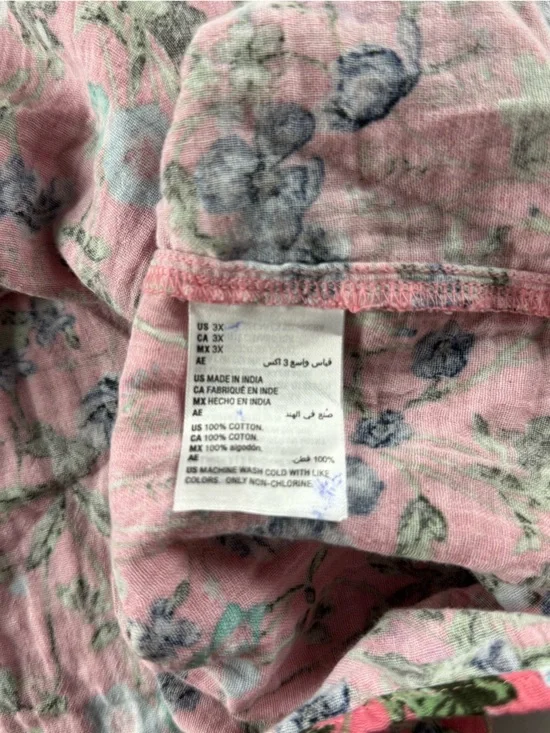 US 3X
CA 3X
MX 3X
AE قياس واسع 3 اكس
US MADE IN INDIA
CA FABRIQUÉ EN INDE
MX HECHO EN INDIA
AE صنع في الهند
US 100% COTTON.
CA 100% COTON.
MX 100% algodón.
AE 100% قطن.
US MACHINE WASH COLD WITH LIKE
COLORS. ONLY NON-CHLORINE